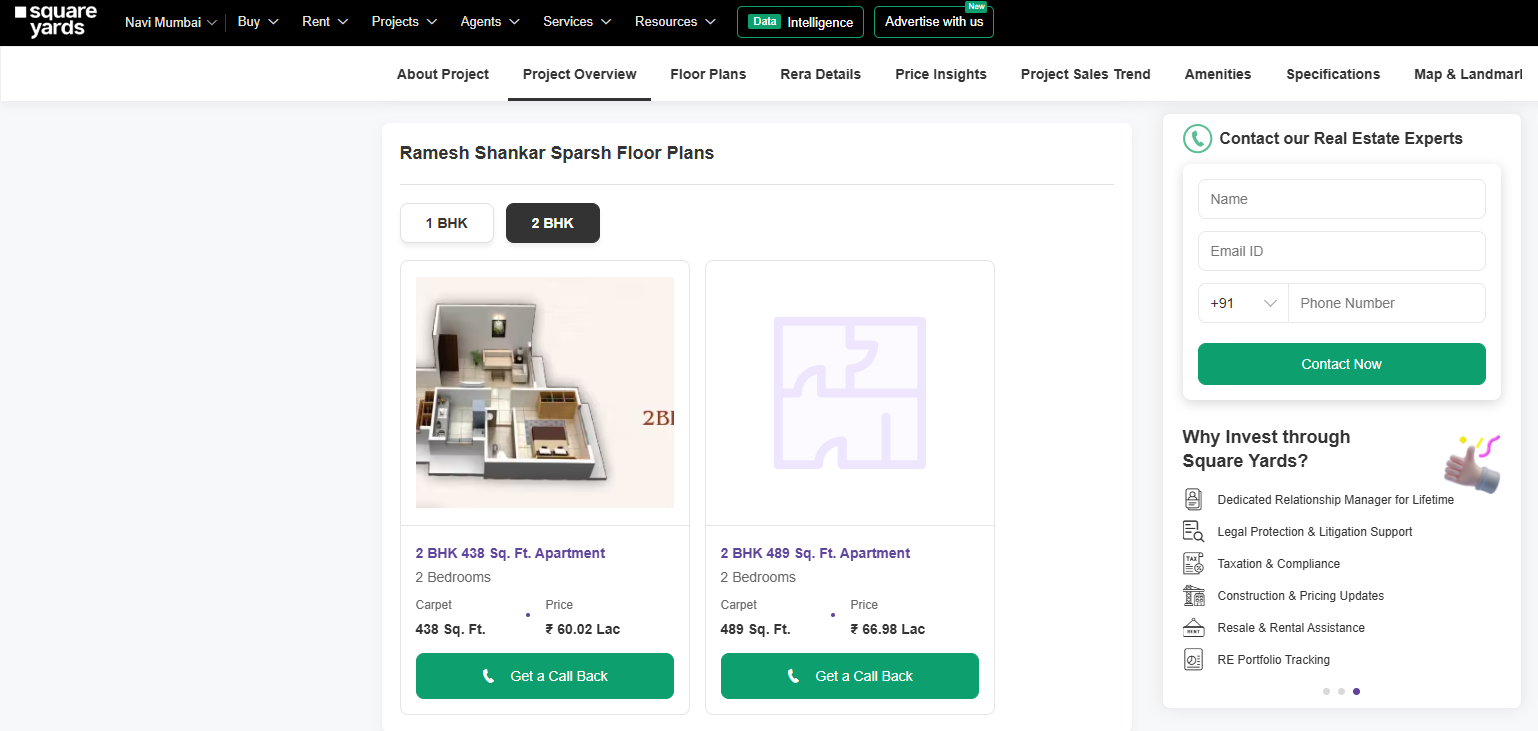 square yards
Navi Mumbai Buy Rent Projects Agents Services Resources Data Intelligence Advertise with us New
About Project Project Overview Floor Plans Rera Details Price Insights Project Sales Trend Amenities Specifications Map & Landmarl
Ramesh Shankar Sparsh Floor Plans
1 BHK 2 BHK
2BH
2 BHK 438 Sq. Ft. Apartment
2 Bedrooms
Carpet Price
438 Sq. Ft. • ₹ 60.02 Lac
Get a Call Back
2 BHK 489 Sq. Ft. Apartment
2 Bedrooms
Carpet Price
489 Sq. Ft. • ₹ 66.98 Lac
Get a Call Back
Contact our Real Estate Experts
Name
Email ID
+91 Phone Number
Contact Now
Why Invest through
Square Yards?
Dedicated Relationship Manager for Lifetime
Legal Protection & Litigation Support
TAX
Taxation & Compliance
Construction & Pricing Updates
RENT
Resale & Rental Assistance
RE Portfolio Tracking